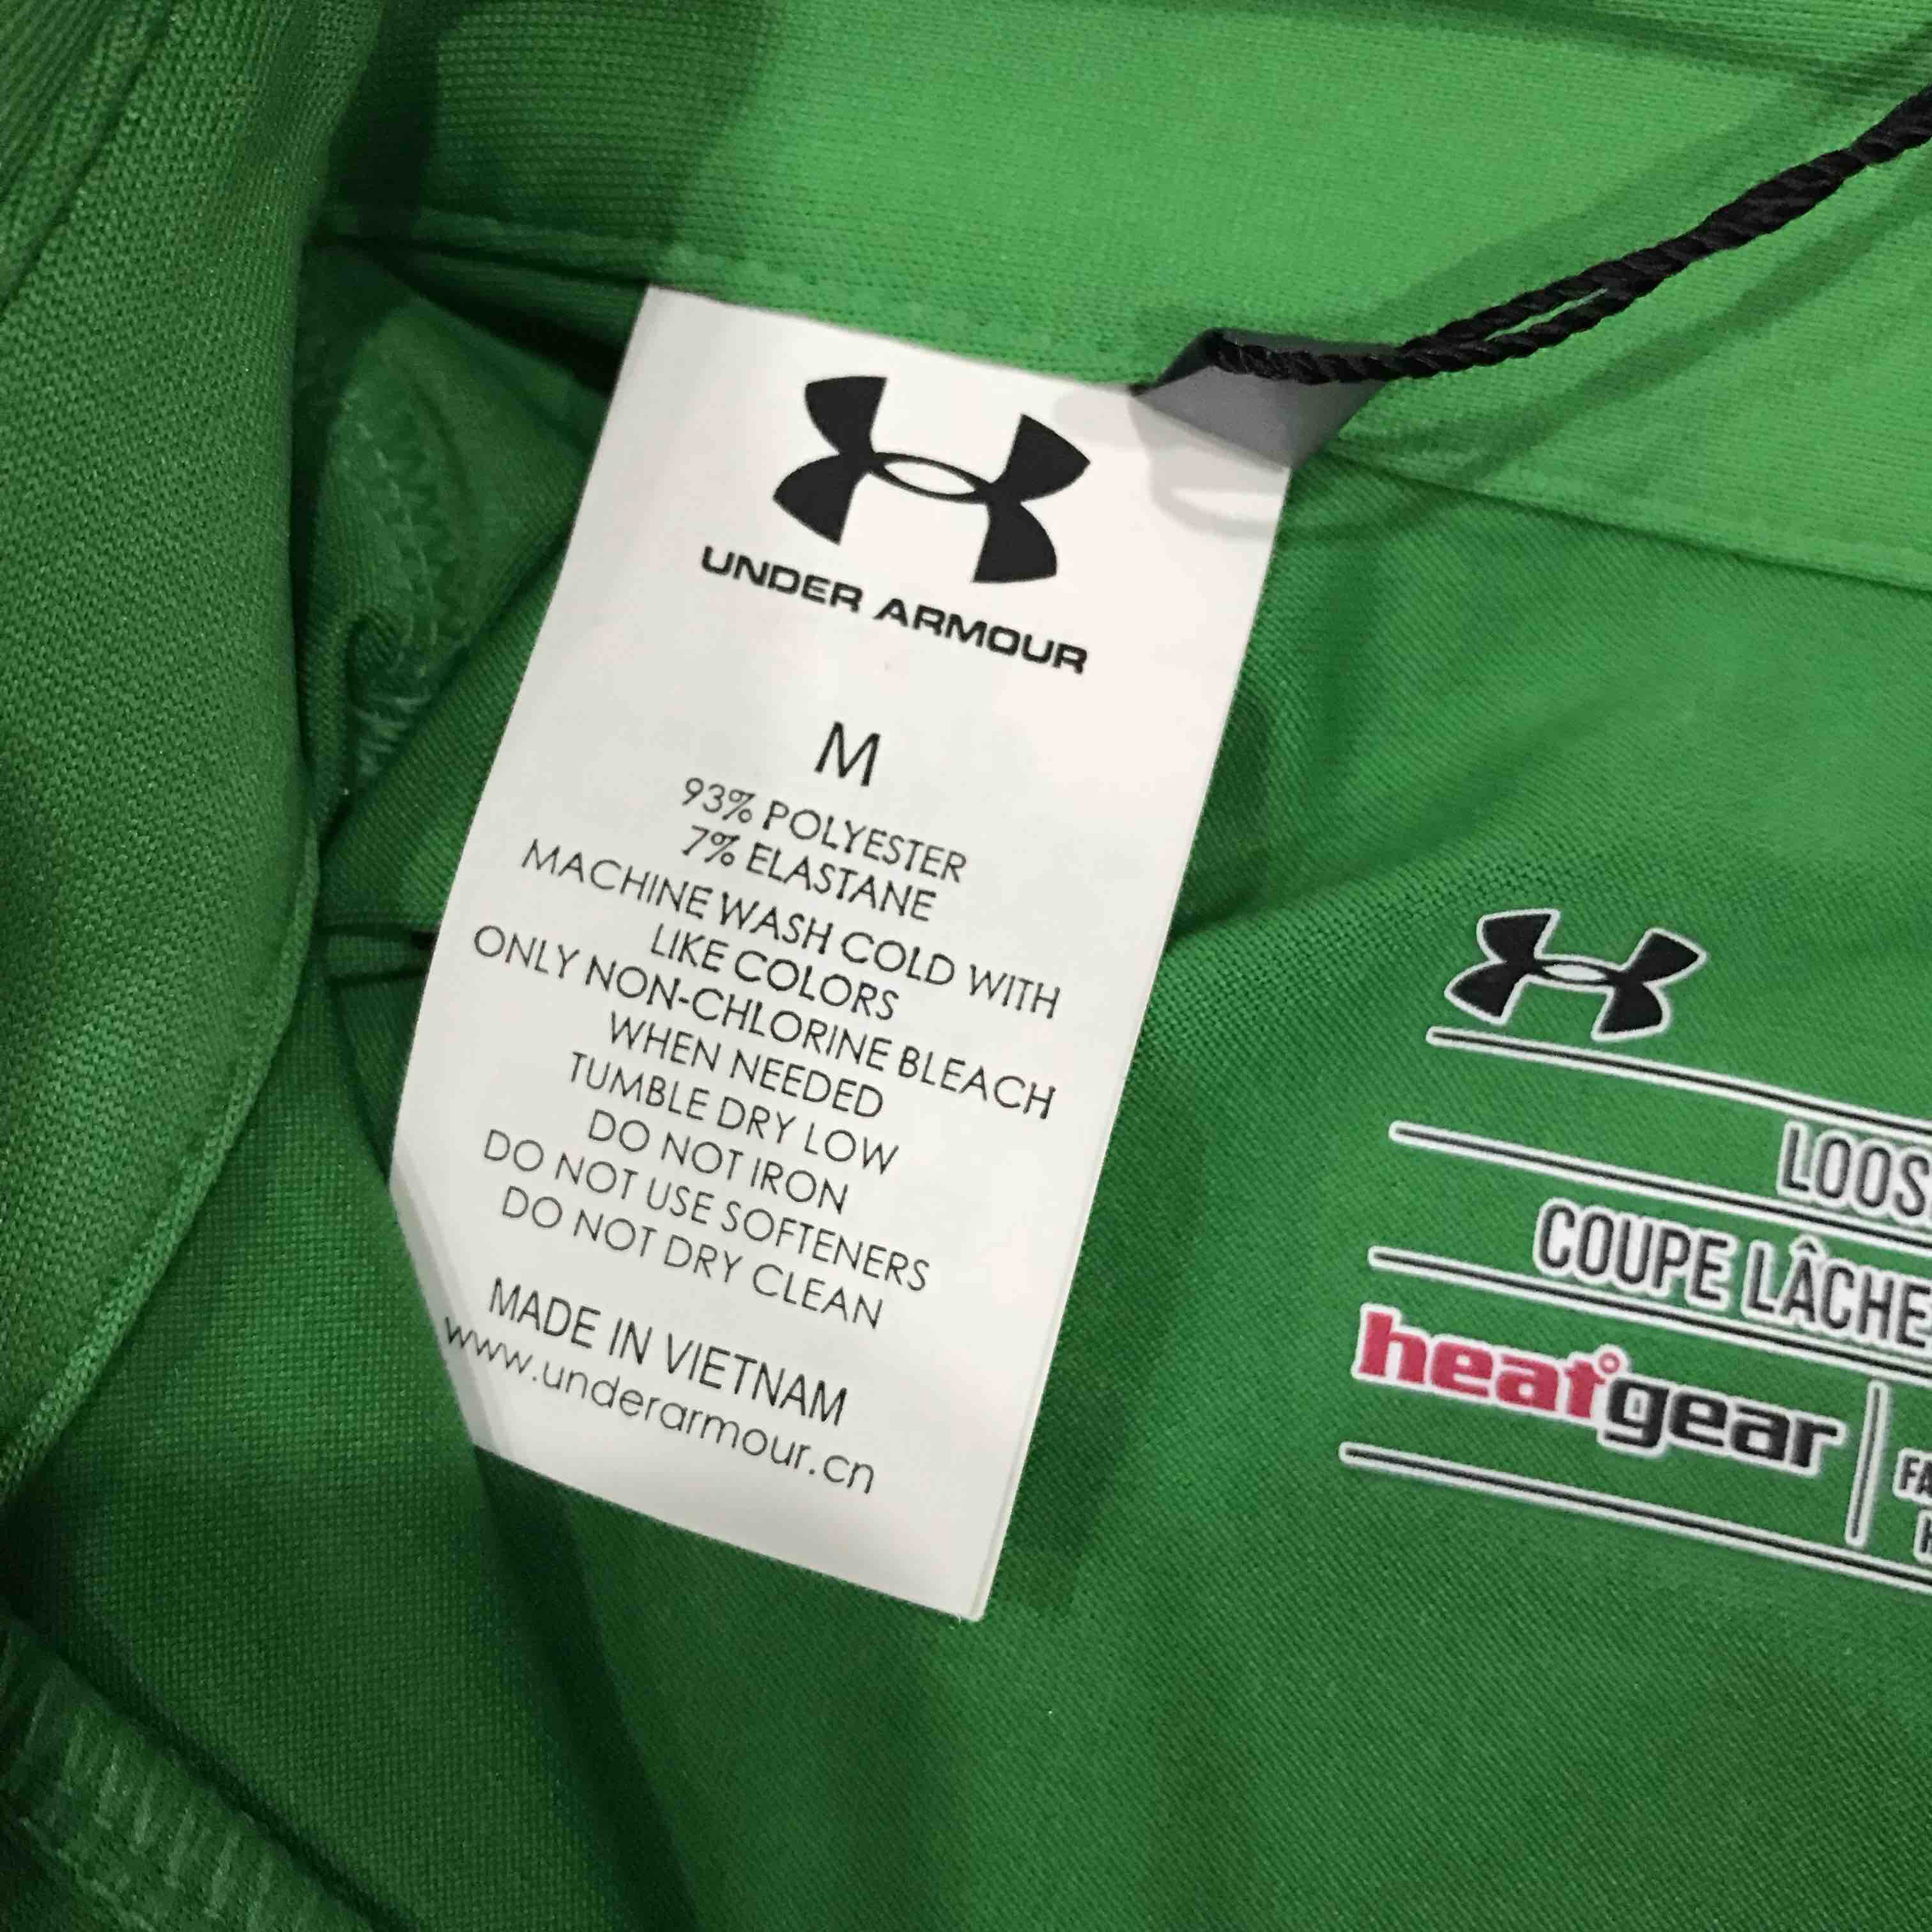 UNDER ARMOUR
M
93% POLYESTER
7% ELASTANE
MACHINE WASH COLD WITH
LIKE COLORS
ONLY NON-CHLORINE BLEACH
WHEN NEEDED
TUMBLE DRY LOW
DO NOT IRON
DO NOT USE SOFTENERS
DO NOT DRY CLEAN
MADE IN VIETNAM
www.underarmour.cn
LOOS
COUPE LÂCHE
heatgear